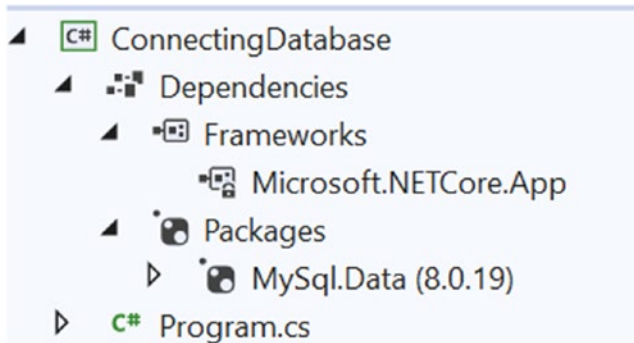 C# ConnectingDatabase
Dependencies
Frameworks
Microsoft.NETCore.App
Packages
MySql.Data (8.0.19)
C# Program.cs